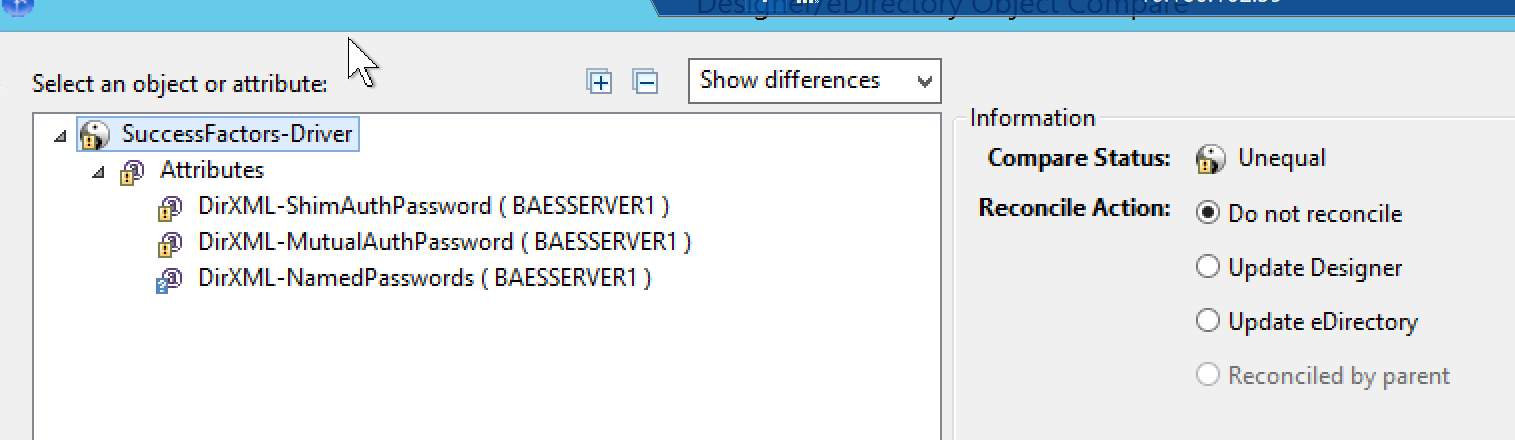 Designer/eDirectory Object Compare
Select an object or attribute:
Show differences
SuccessFactors-Driver
Attributes
DirXML-ShimAuthPassword ( BAESSERVER1 )
DirXML-MutualAuthPassword ( BAESSERVER1 )
DirXML-NamedPasswords ( BAESSERVER1 )
Information
Compare Status: Unequal
Reconcile Action: Do not reconcile
Update Designer
Update eDirectory
Reconciled by parent